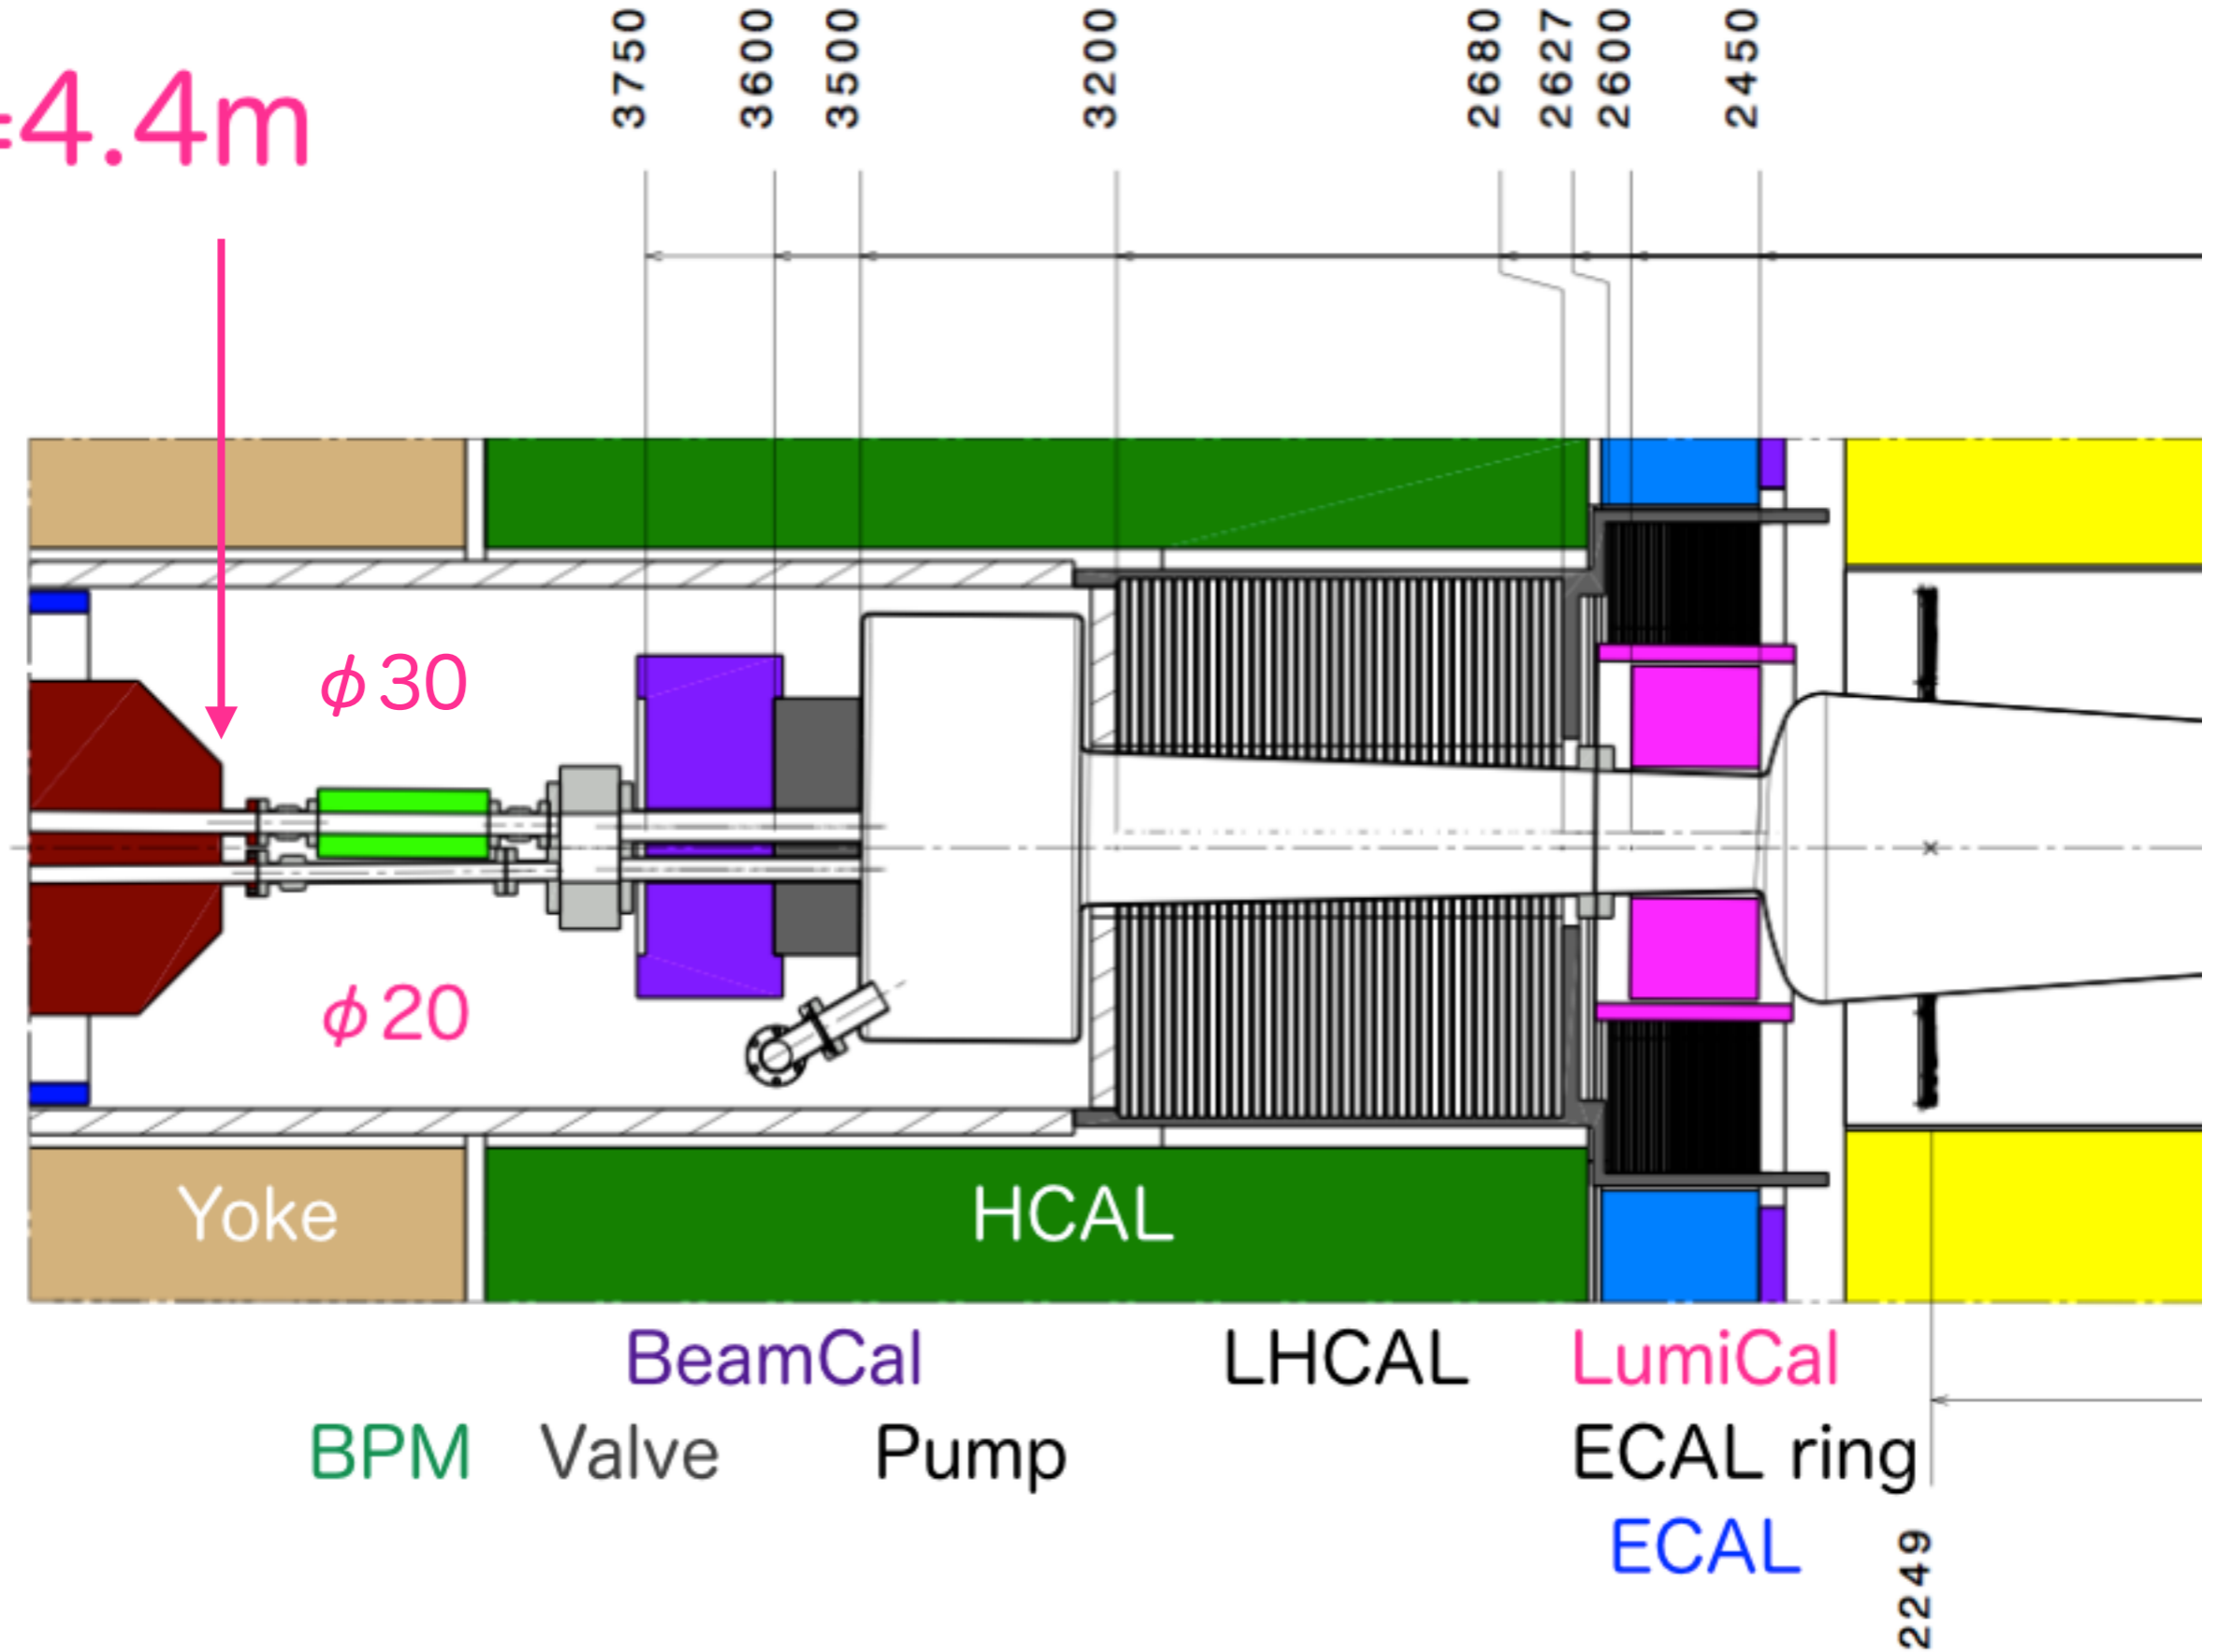 3750 3600 3500 3200 2680 2627 2600 2450
=4.4m
ϕ30
ϕ20
Yoke HCAL
BeamCal LHCAL LumiCal
BPM Valve Pump ECAL ring
ECAL
2249